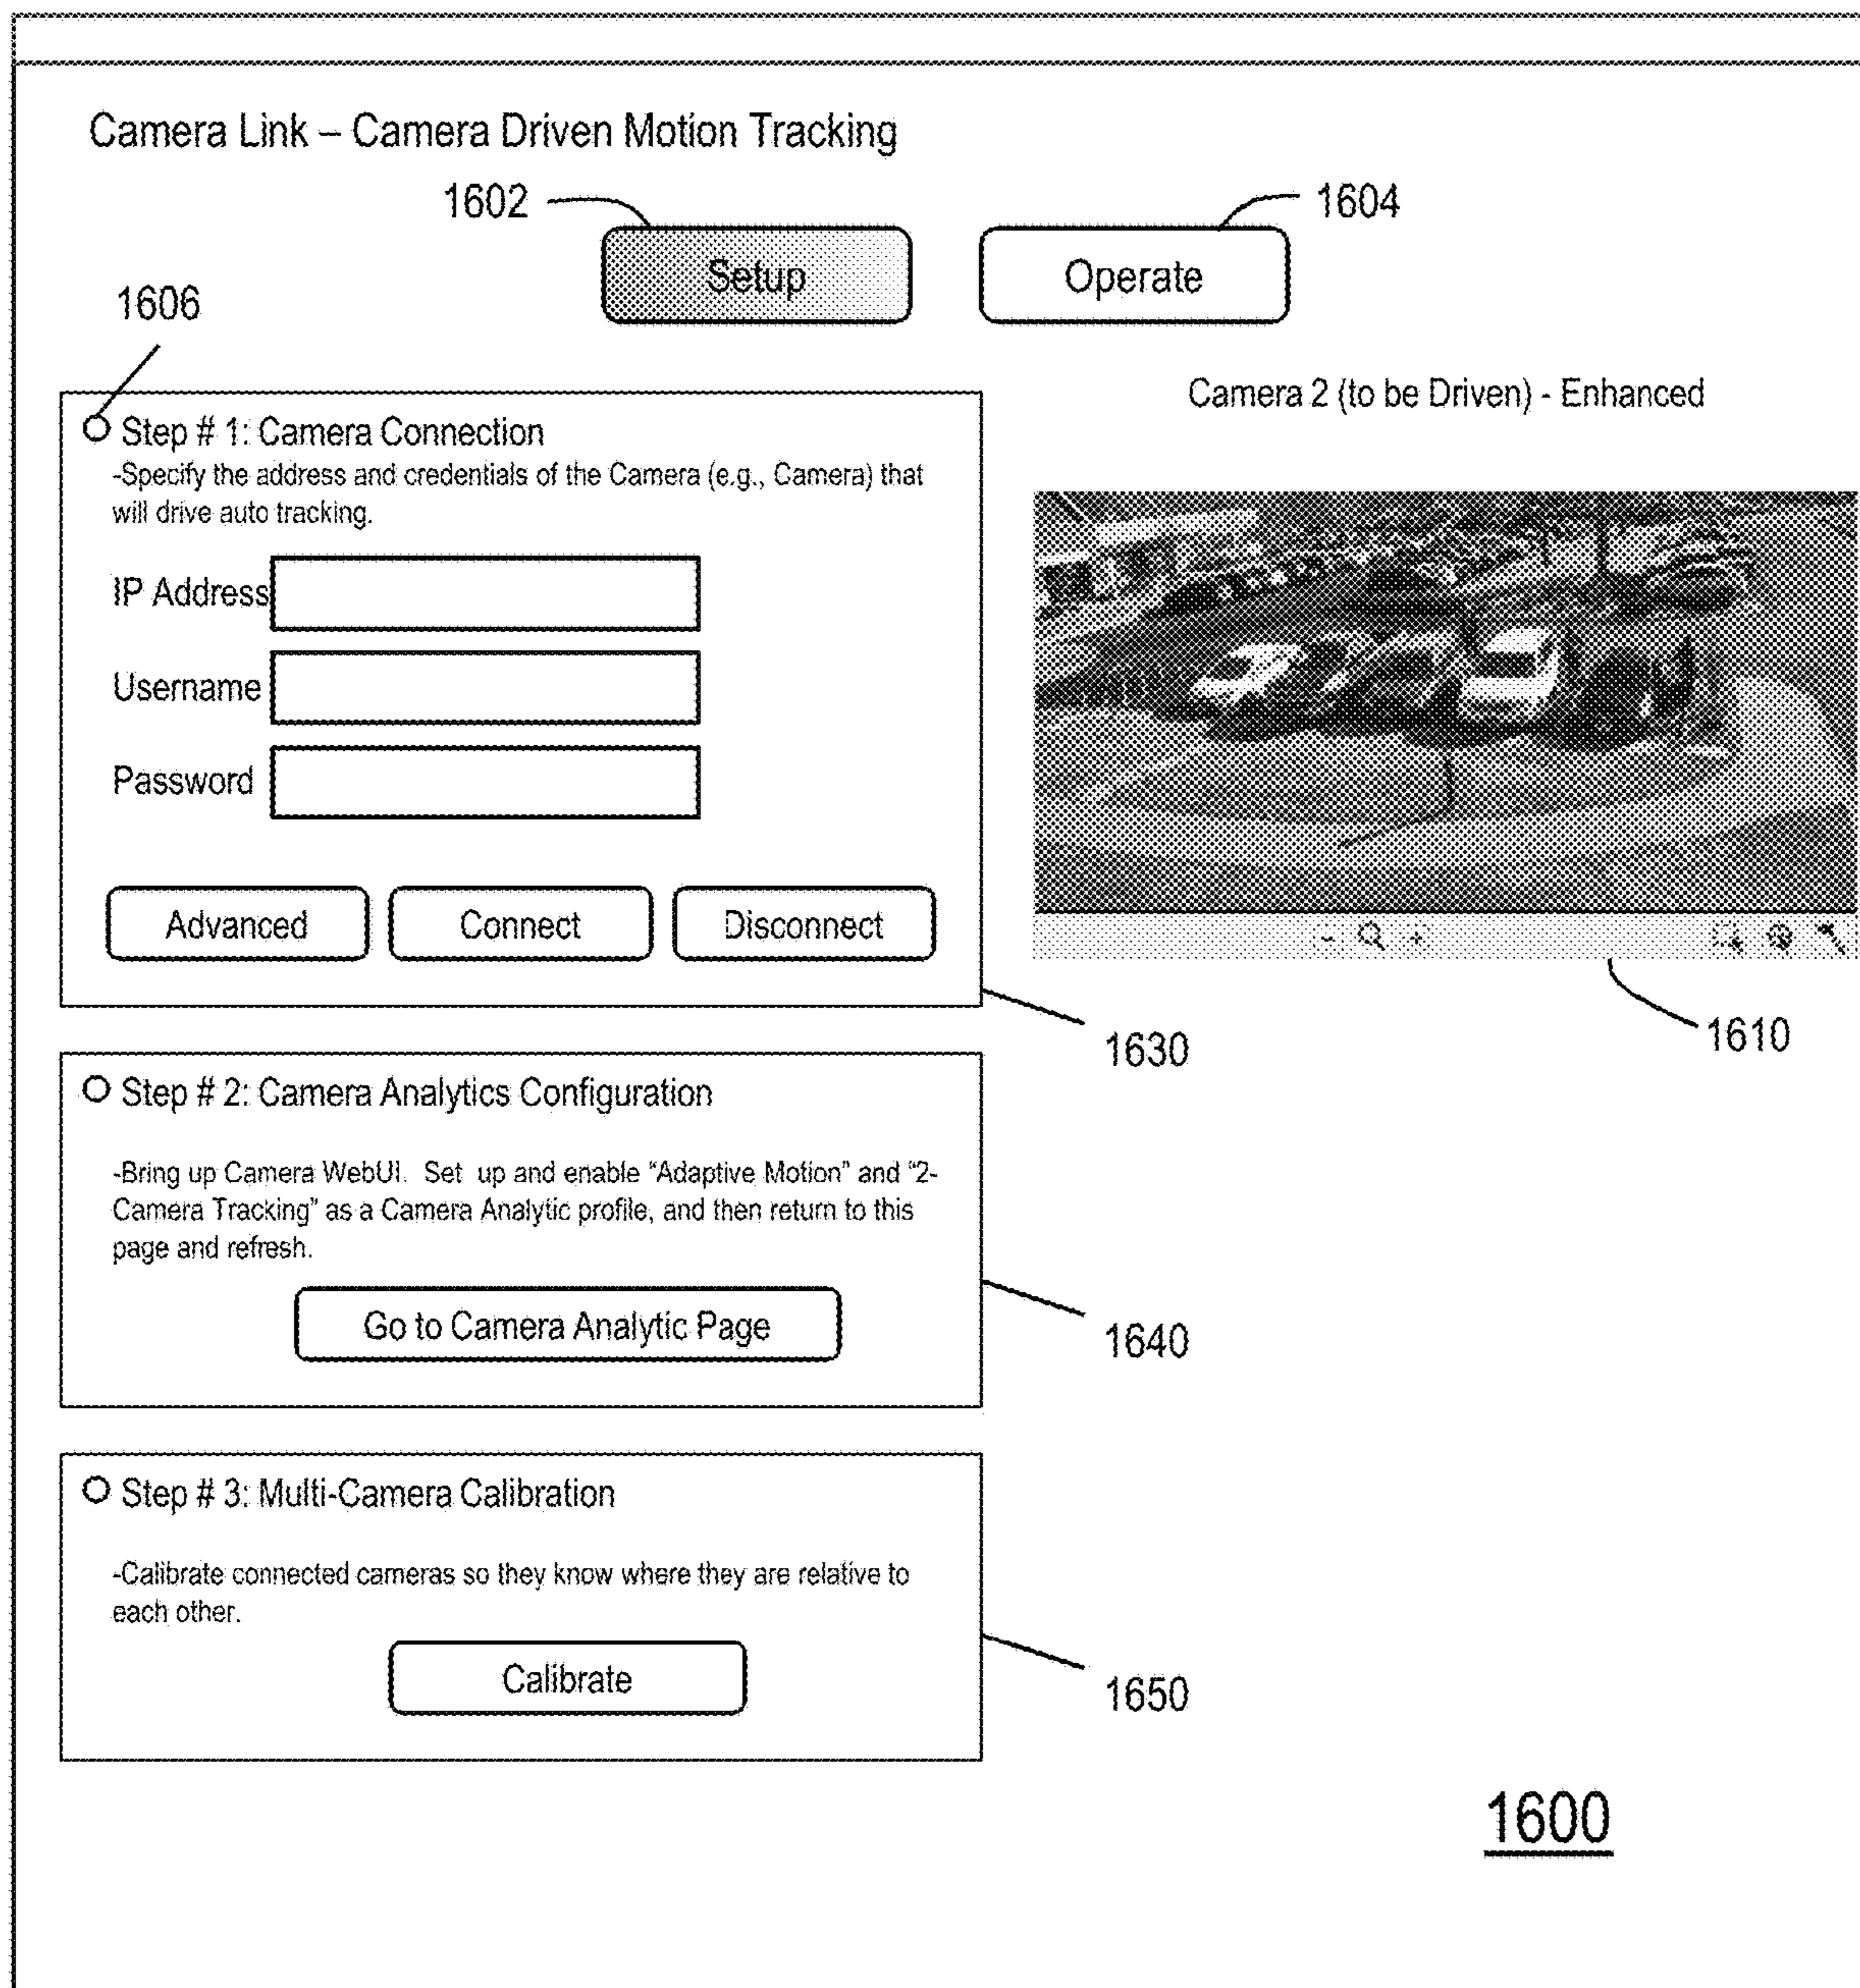 Camera Link – Camera Driven Motion Tracking
1602
1604
Setup
Operate
1606
Camera 2 (to be Driven) - Enhanced
Step # 1: Camera Connection
-Specify the address and credentials of the Camera (e.g., Camera) that
will drive auto tracking.
IP Address
Username
Password
Advanced
Connect
Disconnect
1610
1630
Step # 2: Camera Analytics Configuration
-Bring up Camera WebUI. Set up and enable “Adaptive Motion” and “2-
Camera Tracking” as a Camera Analytic profile, and then return to this
page and refresh.
Go to Camera Analytic Page
1640
Step # 3: Multi-Camera Calibration
-Calibrate connected cameras so they know where they are relative to
each other.
Calibrate
1650
1600